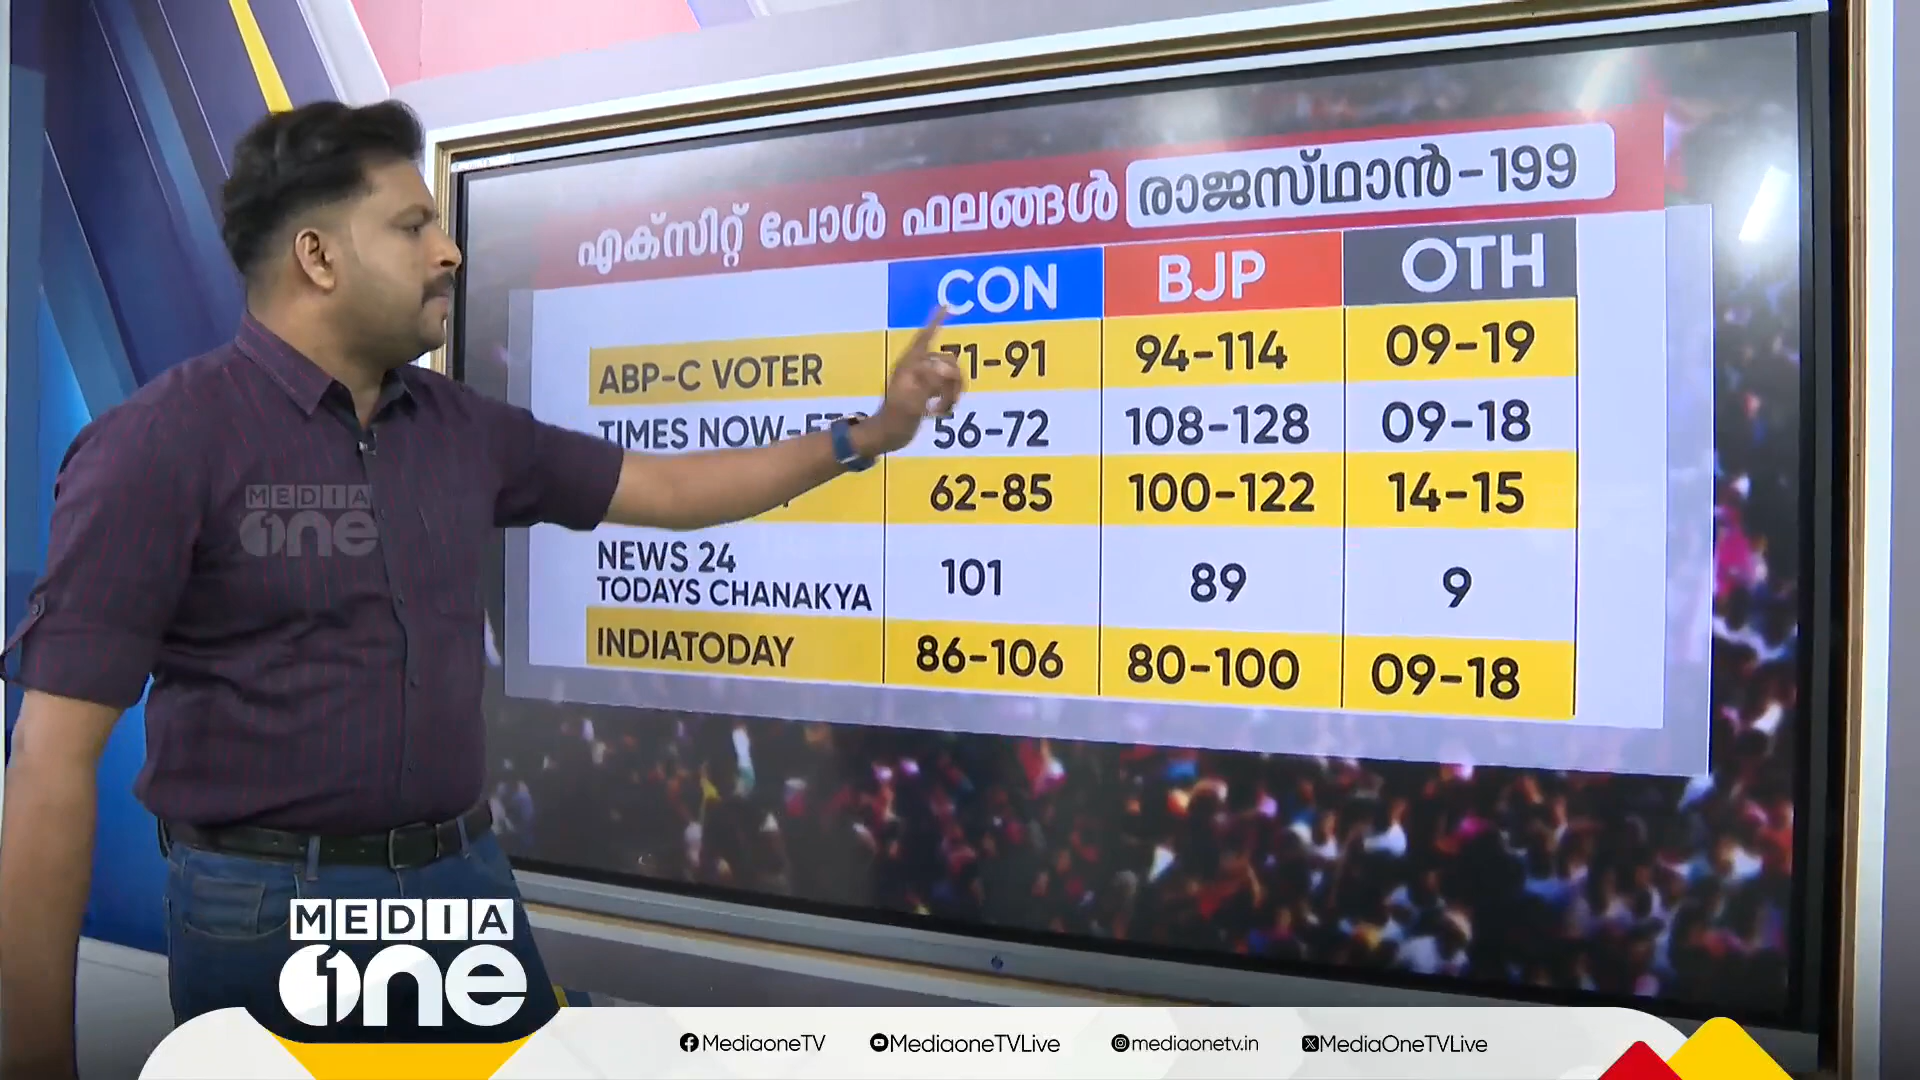 എക്സിറ്റ് പോൾ ഫലങ്ങൾ രാജസ്ഥാൻ-199
CON BJP OTH
ABP-C VOTER 71-91 94-114 09-19
TIMES NOW- 56-72 108-128 09-18
62-85 100-122 14-15
NEWS 24
TODAYS CHANAKYA 101 89 9
INDIATODAY 86-106 80-100 09-18
MEDIA
one
MEDIA
one
MediaoneTV MediaoneTVLive mediaonetv.in MediaOneTVLive